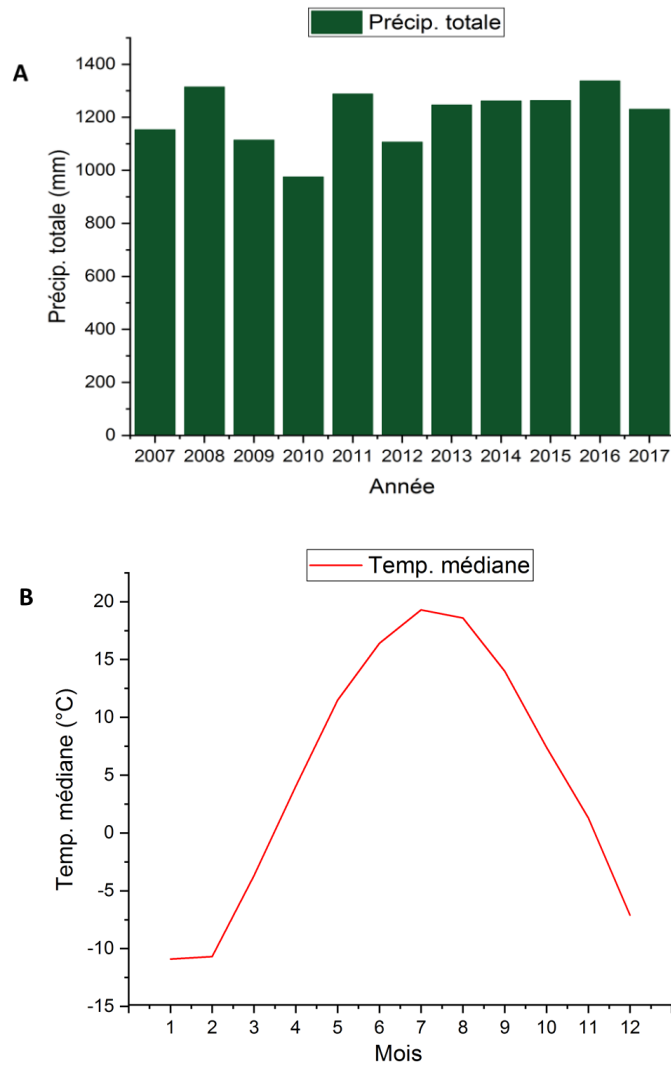 Précip. totale
A
1400
1200
1000
800
600
400
200
0
Précip. totale (mm)
2007 2008 2009 2010 2011 2012 2013 2014 2015 2016 2017
Année
Temp. médiane
B
20
15
10
5
0
-5
-10
-15
Temp. médiane (°C)
1 2 3 4 5 6 7 8 9 10 11 12
Mois